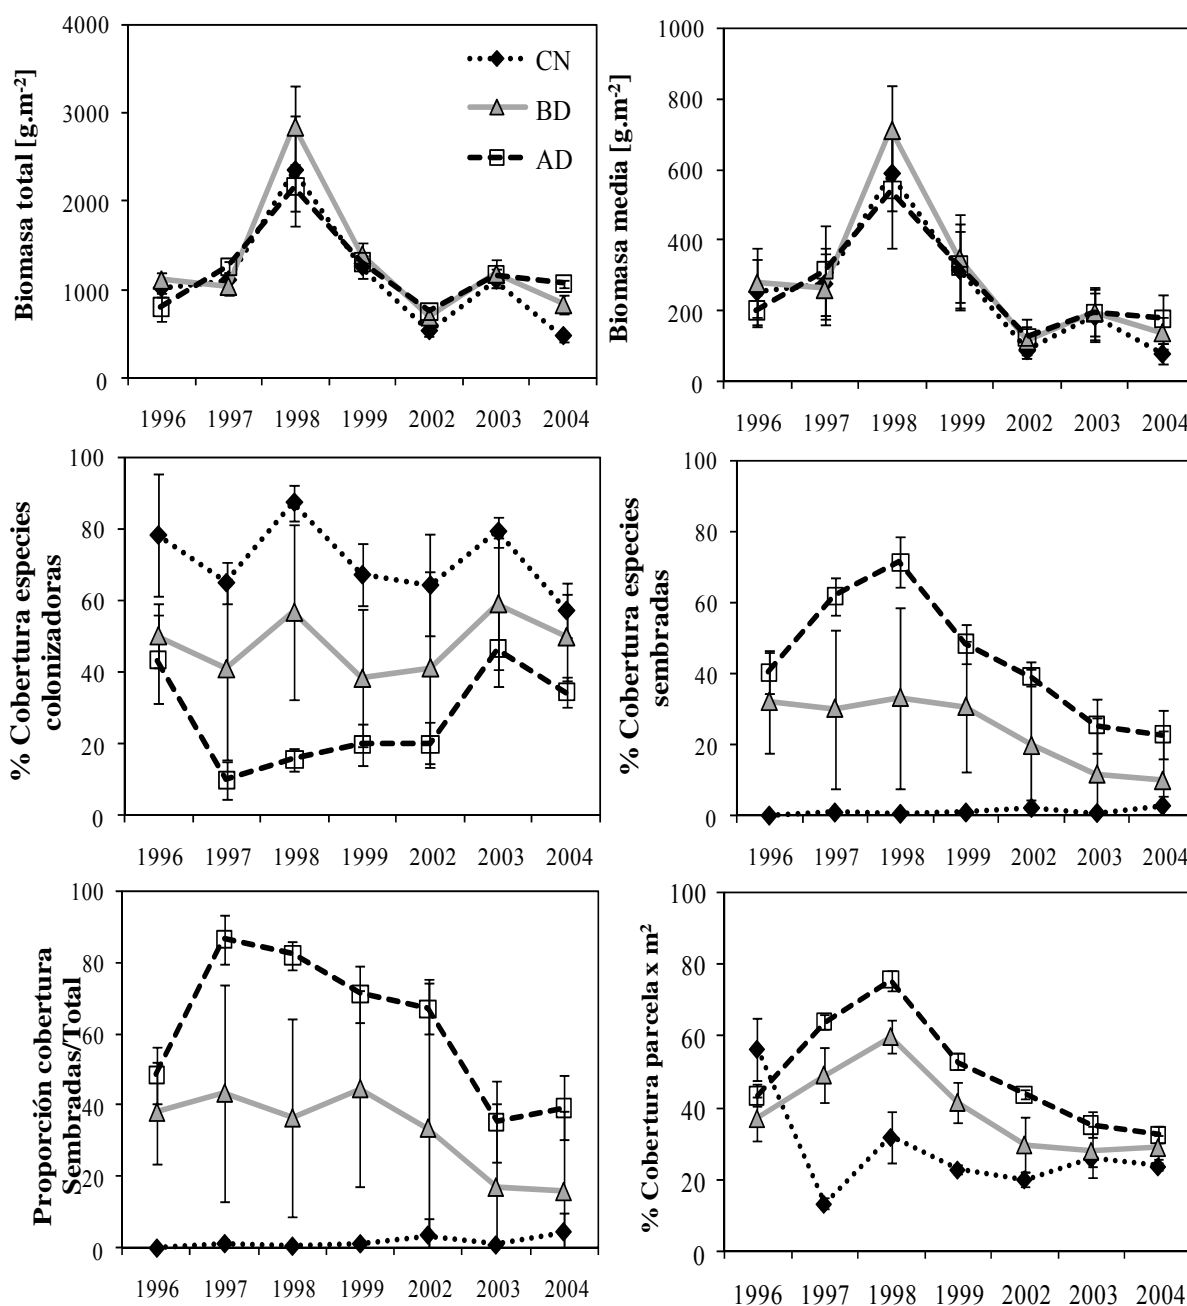 Biomasa total [g.m⁻²]
4000
3000
2000
1000
0
CN
BD
AD
1996 1997 1998 1999 2002 2003 2004
Biomasa media [g.m⁻²]
1000
800
600
400
200
0
1996 1997 1998 1999 2002 2003 2004
% Cobertura especies
colonizadoras
100
80
60
40
20
0
1996 1997 1998 1999 2002 2003 2004
% Cobertura especies
sembradas
100
80
60
40
20
0
1996 1997 1998 1999 2002 2003 2004
Proporción cobertura
Sembradas/Total
100
80
60
40
20
0
1996 1997 1998 1999 2002 2003 2004
% Cobertura parcela x m²
100
80
60
40
20
0
1996 1997 1998 1999 2002 2003 2004